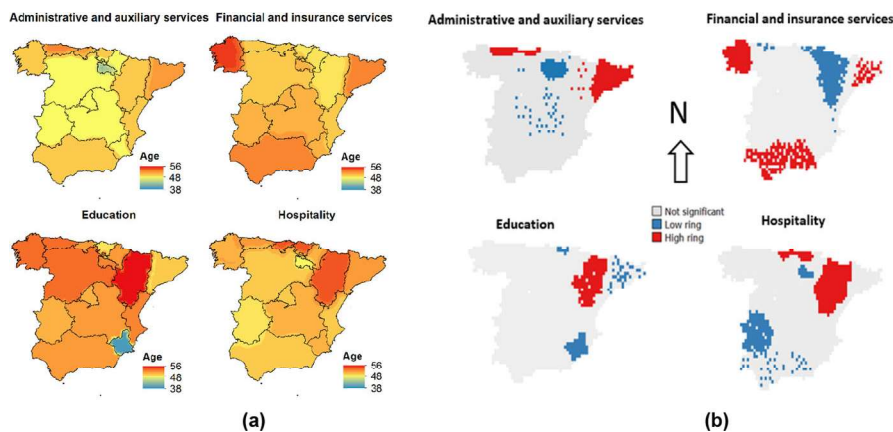 Administrative and auxiliary services
Financial and insurance services
Age
56
48
38
Age
56
48
38
Education
Hospitality
Age
56
48
38
Age
56
48
38
(a)
Administrative and auxiliary services
Financial and insurance services
N
Not significant
Low ring
High ring
Education
Hospitality
(b)